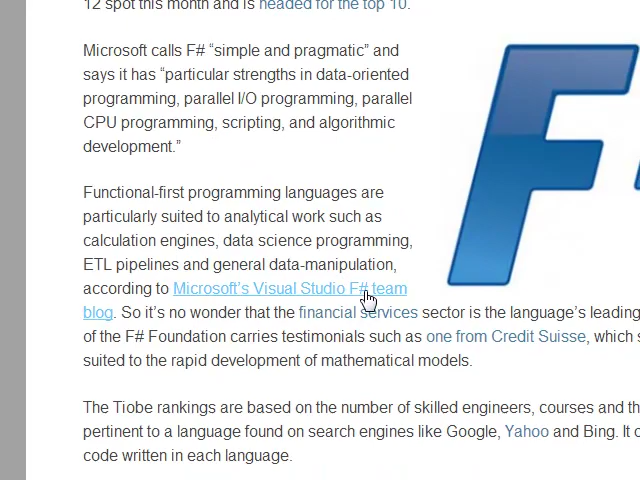 12 spot this month and is headed for the top 10.
Microsoft calls F# “simple and pragmatic” and
says it has “particular strengths in data-oriented
programming, parallel I/O programming, parallel
CPU programming, scripting, and algorithmic
development.”
Functional-first programming languages are
particularly suited to analytical work such as
calculation engines, data science programming,
ETL pipelines and general data-manipulation,
according to Microsoft’s Visual Studio F# team
blog. So it’s no wonder that the financial services sector is the language’s leading
of the F# Foundation carries testimonials such as one from Credit Suisse, which s
suited to the rapid development of mathematical models.
The Tiobe rankings are based on the number of skilled engineers, courses and th
pertinent to a language found on search engines like Google, Yahoo and Bing. It c
code written in each language.
F